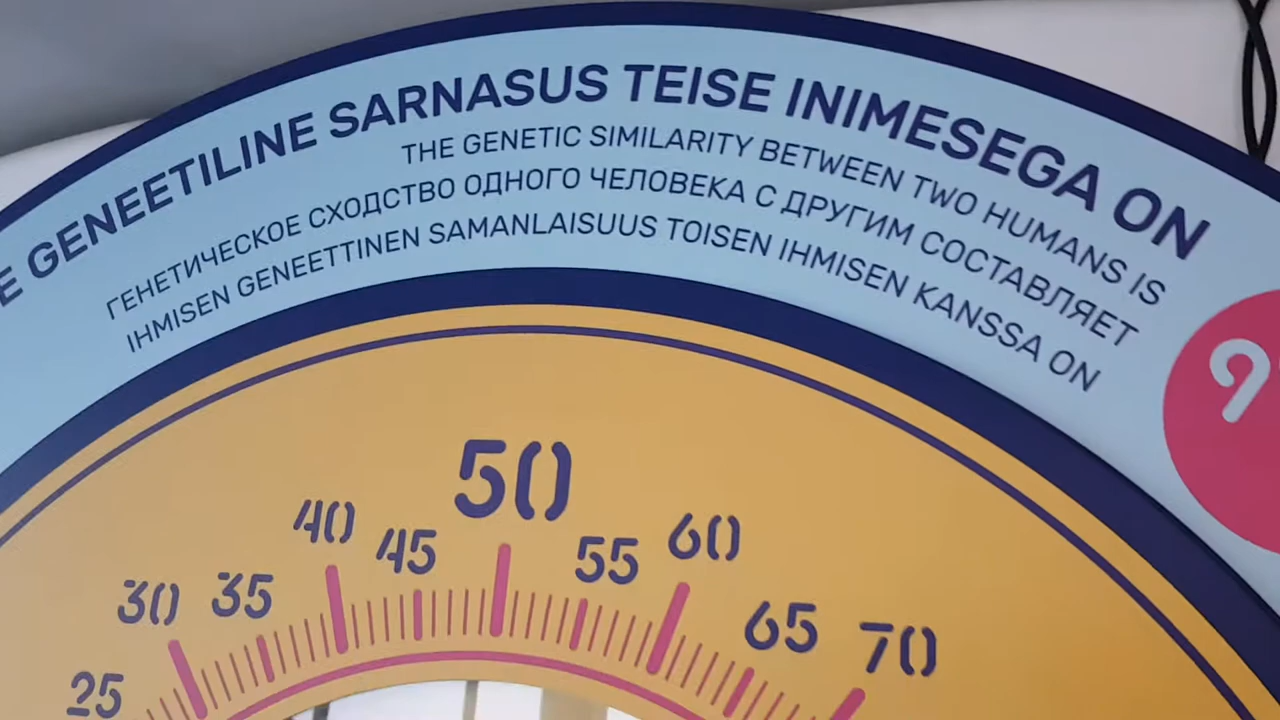 GENEETILINE SARNASUS TEISE INIMESEGA ON
THE GENETIC SIMILARITY BETWEEN TWO HUMANS IS
ГЕНЕТИЧЕСКОЕ СХОДСТВО ОДНОГО ЧЕЛОВЕКА С ДРУГИМ СОСТАВЛЯЕТ
IHMISEN GENEETTINEN SAMANLAISUUS TOISEN IHMISEN KANSSA ON
9
25 30 35 40 45 50 55 60 65 70